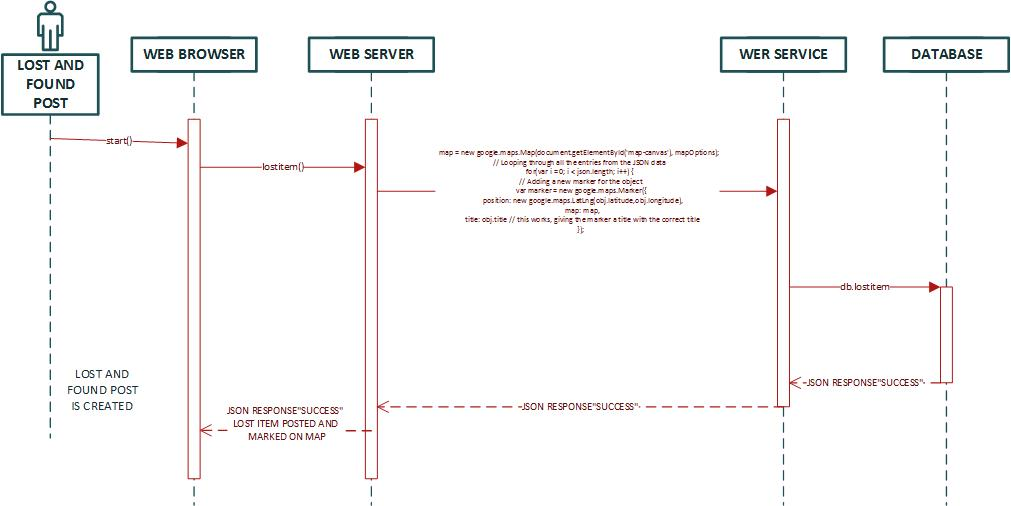 LOST AND
FOUND
POST
WEB BROWSER
WEB SERVER
WER SERVICE
DATABASE
start()
lostitem()
map = new google.maps.Map(document.getElementById('map-canvas'), mapOptions);
// Looping through all the entries from the JSON data
for(var i = 0; i < json.length; i++) {
// Adding a new marker for the object
var marker = new google.maps.Marker({
position: new google.maps.LatLng(obj.latitude,obj.longitude),
map: map,
title: obj.title // this works, giving the marker a title with the correct title
});
db.lostitem
JSON RESPONSE"SUCCESS"
JSON RESPONSE"SUCCESS"
LOST AND
FOUND POST
IS CREATED
JSON RESPONSE"SUCCESS"
LOST ITEM POSTED AND
MARKED ON MAP